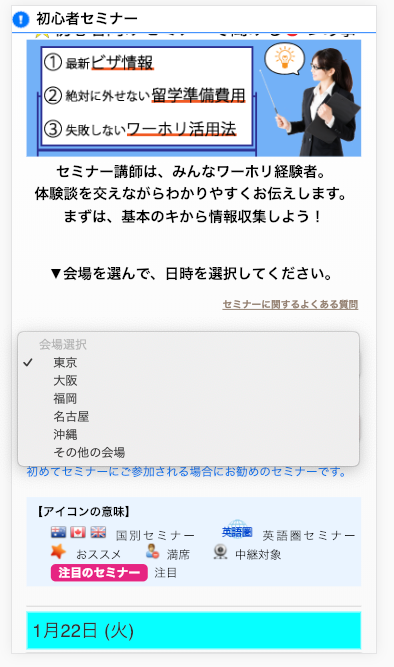 初心者セミナー
①最新ビザ情報
②絶対に外せない留学準備費用
③失敗しないワーホリ活用法
セミナー講師は、みんなワーホリ経験者。
体験談を交えながらわかりやすくお伝えします。
まずは、基本のキから情報収集しよう！
▼会場を選んで、日時を選択してください。
セミナーに関するよくある質問
会場選択
✓ 東京
大阪
福岡
名古屋
沖縄
その他の会場
初めてセミナーにご参加される場合にお勧めのセミナーです。
【アイコンの意味】
国別セミナー 英語圏 英語圏セミナー
おススメ 満席 中継対象
注目のセミナー 注目
1月22日 (火)